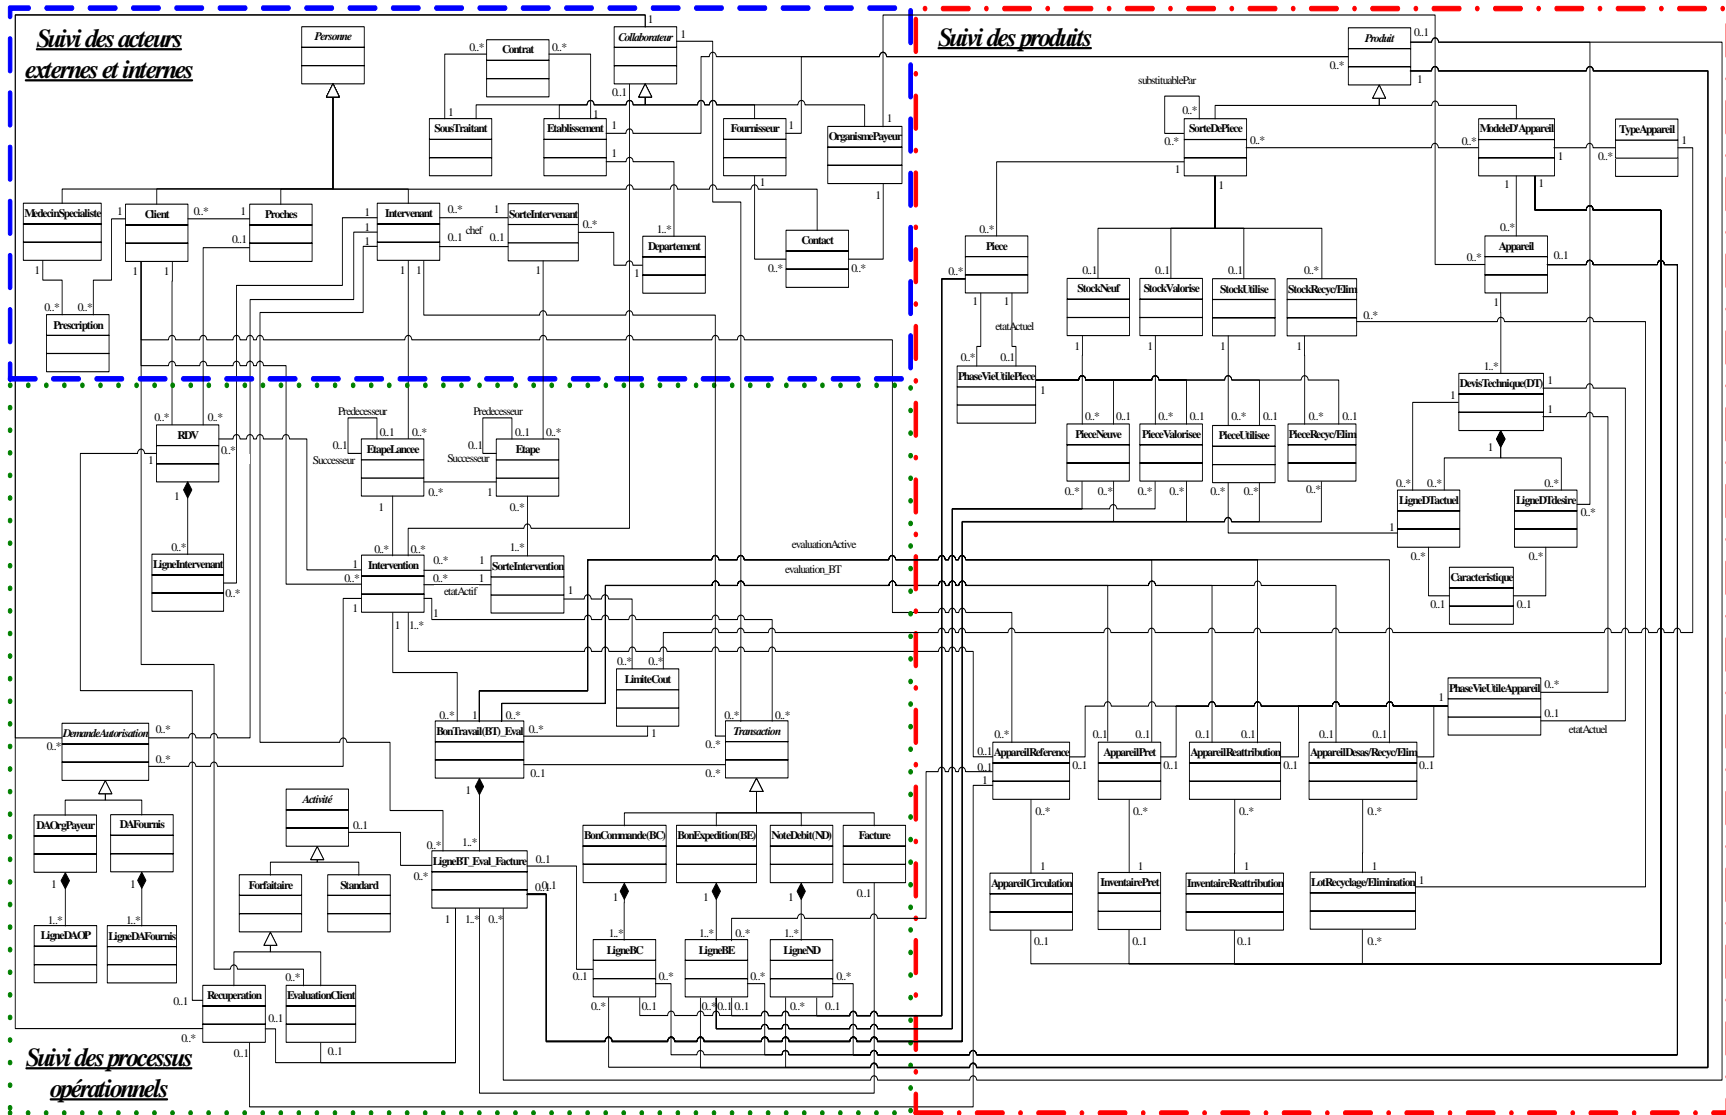 Suivi des acteurs
externes et internes
Personne
Contrat
Collaborateur
SousTraitant
Etablissement
Fournisseur
OrganismePayeur
MedecinSpecialiste
Client
Proches
Intervenant
SorteIntervenant
chef
Departement
Contact
Prescription
Suivi des produits
Produit
substituablePar
SorteDePiece
ModeleD'Appareil
TypeAppareil
Piece
Appareil
StockNeuf
StockValorise
StockUtilise
StockRecyc/Elim
etatActuel
PhaseVieUtilePiece
DevisTechnique(DT)
PieceNeuve
PieceValorisee
PieceUtilisee
PieceRecyc/Elim
LigneDTactuel
LigneDTdesire
Caracteristique
PhaseVieUtileAppareil
etatActuel
AppareilReference
AppareilPret
AppareilReattribution
AppareilDesas/Recyc/Elim
AppareilCirculation
InventairePret
InventaireReattribution
LotRecyclage/Elimination
RDV
Predecesseur
Predecesseur
EtapeLancee
Etape
Successeur
Successeur
LigneIntervenant
Intervention
SorteIntervention
etatActif
evaluationActive
evaluation_BT
LimiteCout
DemandeAutorisation
BonTravail(BT)_Eval
Transaction
Activité
DAOrgPayeur
DAFournis
BonCommande(BC)
BonExpedition(BE)
NoteDebit(ND)
Facture
LigneBT_Eval_Facture
Forfaitaire
Standard
LigneDAOP
LigneDAFournis
LigneBC
LigneBE
LigneND
Recuperation
EvaluationClient
Suivi des processus
opérationnels